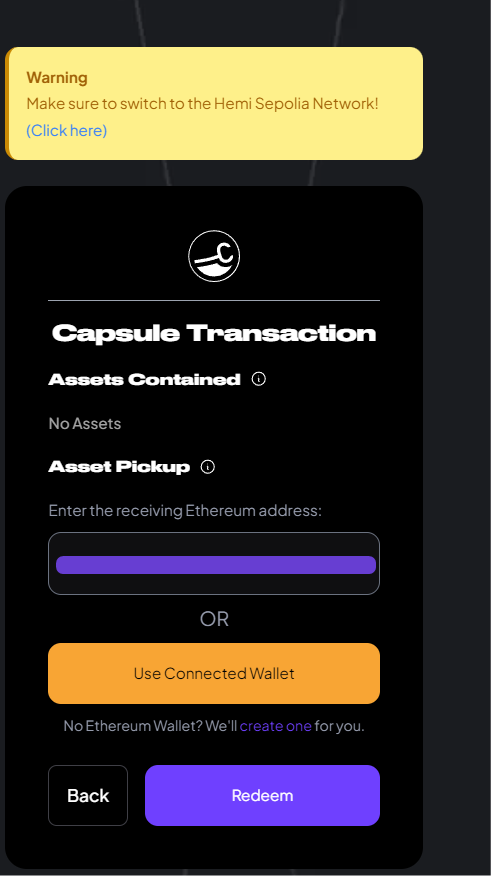 Warning
Make sure to switch to the Hemi Sepolia Network!
(Click here)
Capsule Transaction
Assets Contained
No Assets
Asset Pickup
Enter the receiving Ethereum address:
OR
Use Connected Wallet
No Ethereum Wallet? We'll create one for you.
Back Redeem